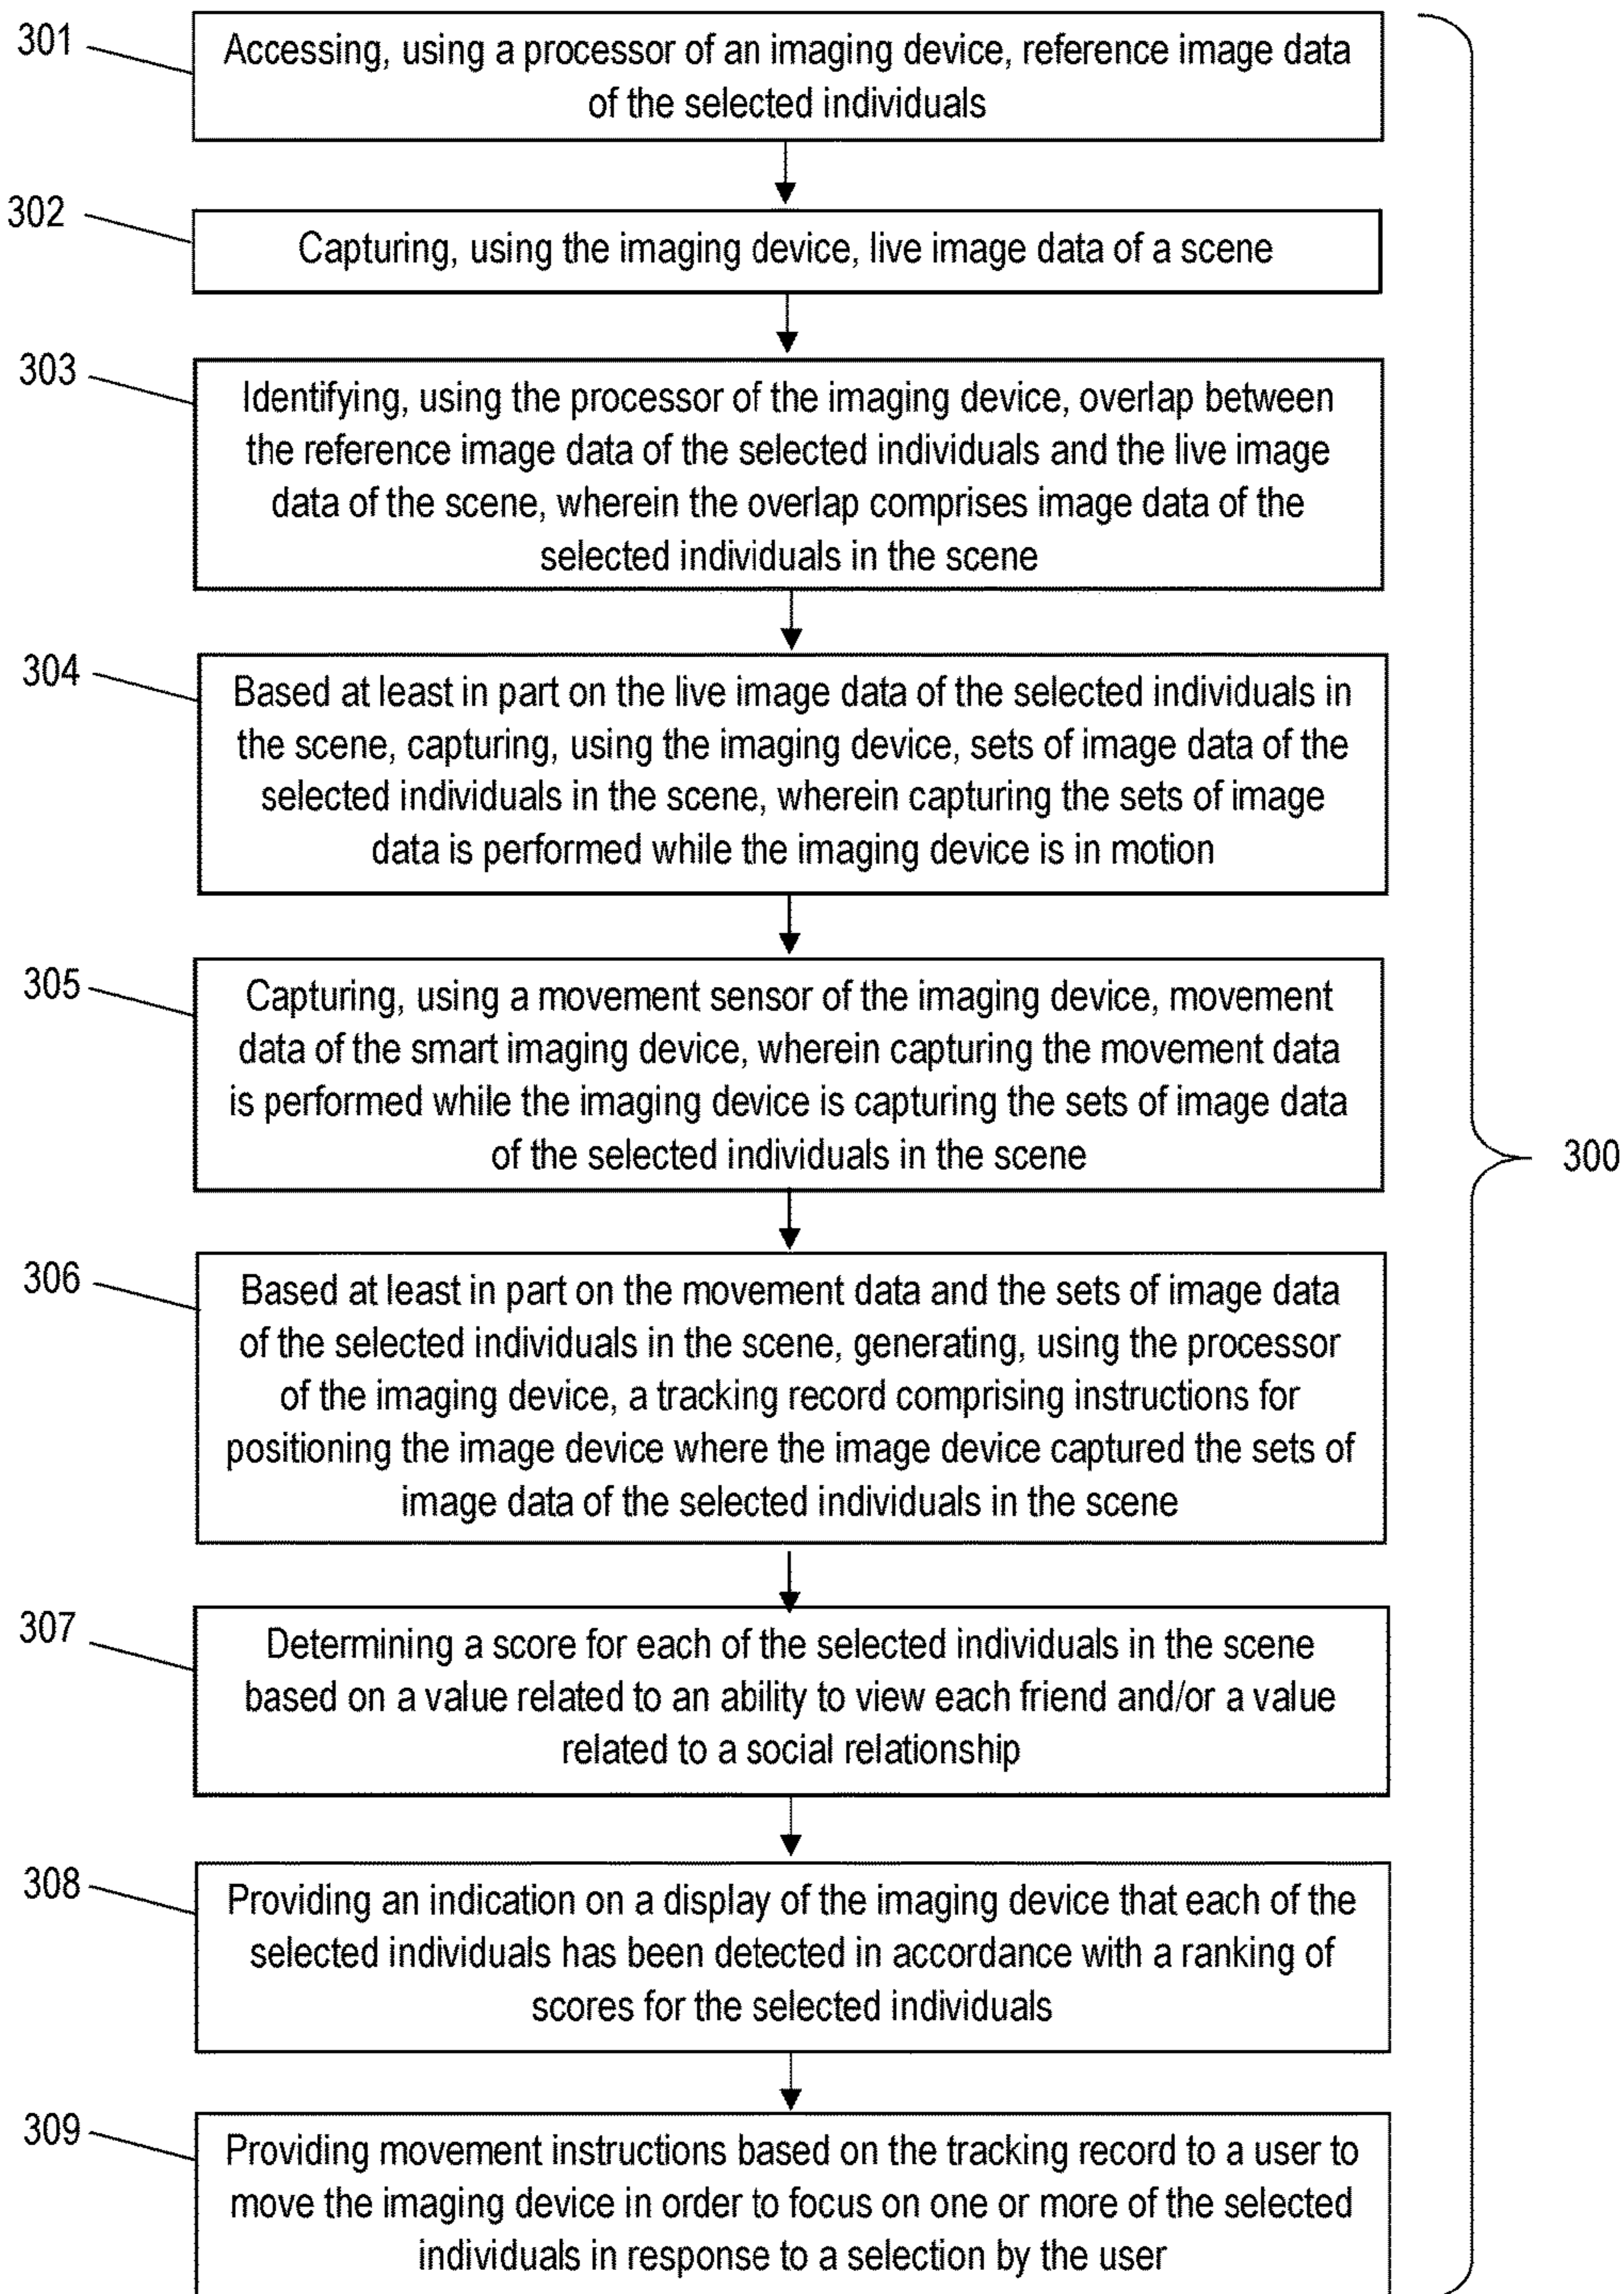 301
Accessing, using a processor of an imaging device, reference image data
of the selected individuals
302
Capturing, using the imaging device, live image data of a scene
303
Identifying, using the processor of the imaging device, overlap between
the reference image data of the selected individuals and the live image
data of the scene, wherein the overlap comprises image data of the
selected individuals in the scene
304
Based at least in part on the live image data of the selected individuals in
the scene, capturing, using the imaging device, sets of image data of the
selected individuals in the scene, wherein capturing the sets of image
data is performed while the imaging device is in motion
305
Capturing, using a movement sensor of the imaging device, movement
data of the smart imaging device, wherein capturing the movement data
is performed while the imaging device is capturing the sets of image data
of the selected individuals in the scene
300
306
Based at least in part on the movement data and the sets of image data
of the selected individuals in the scene, generating, using the processor
of the imaging device, a tracking record comprising instructions for
positioning the image device where the image device captured the sets of
image data of the selected individuals in the scene
307
Determining a score for each of the selected individuals in the scene
based on a value related to an ability to view each friend and/or a value
related to a social relationship
308
Providing an indication on a display of the imaging device that each of the
selected individuals has been detected in accordance with a ranking of
scores for the selected individuals
309
Providing movement instructions based on the tracking record to a user to
move the imaging device in order to focus on one or more of the selected
individuals in response to a selection by the user